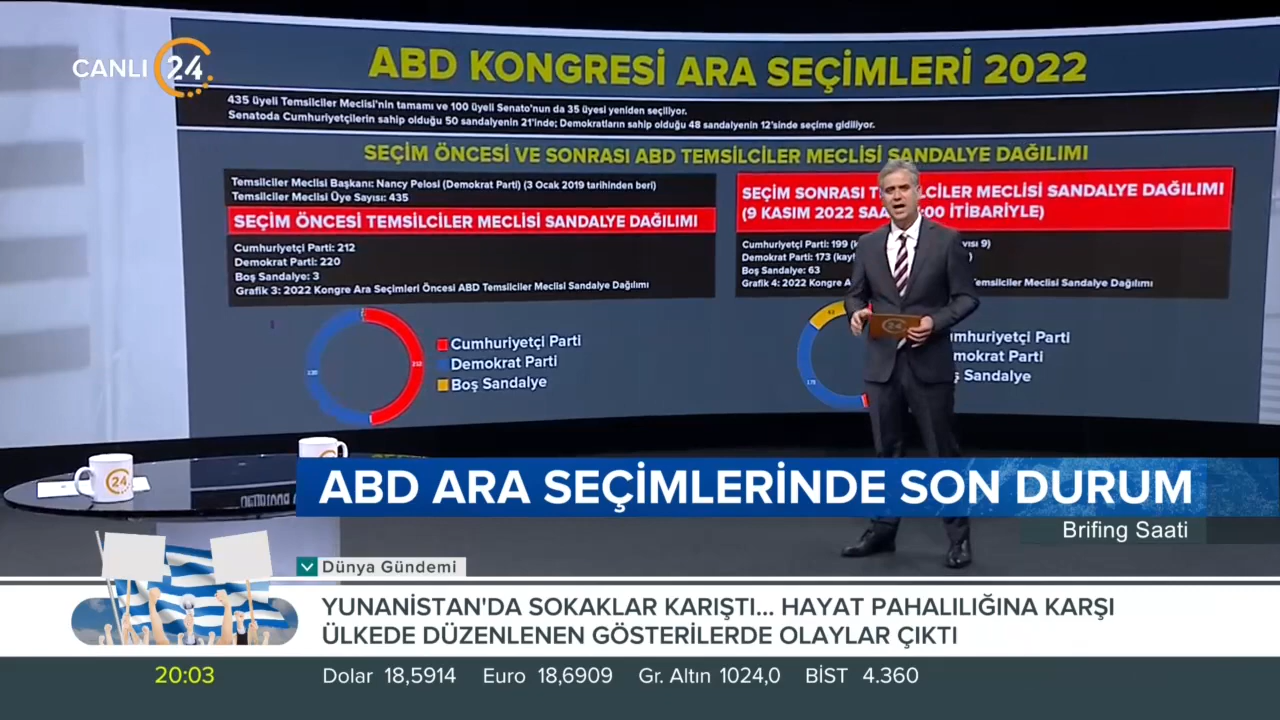 CANLI 24
ABD KONGRESİ ARA SEÇİMLERİ 2022
435 üyeli Temsilciler Meclisi'nin tamamı ve 100 üyeli Senato'nun da 35 üyesi yeniden seçiliyor.
Senatoda Cumhuriyetçilerin sahip olduğu 50 sandalyenin 21'inde; Demokratların sahip olduğu 48 sandalyenin 12'sinde seçime gidiliyor.
SEÇİM ÖNCESİ VE SONRASI ABD TEMSİLCİLER MECLİSİ SANDALYE DAĞILIMI
Temsilciler Meclisi Başkanı: Nancy Pelosi (Demokrat Parti) (3 Ocak 2019 tarihinden beri)
Temsilciler Meclisi Üye Sayısı: 435
SEÇİM ÖNCESİ TEMSİLCİLER MECLİSİ SANDALYE DAĞILIMI
Cumhuriyetçi Parti: 212
Demokrat Parti: 220
Boş Sandalye: 3
Grafik 3: 2022 Kongre Ara Seçimleri Öncesi ABD Temsilciler Meclisi Sandalye Dağılımı
212
Cumhuriyetçi Parti
Demokrat Parti
Boş Sandalye
SEÇİM SONRASI TEMSİLCİLER MECLİSİ SANDALYE DAĞILIMI
(9 KASIM 2022 :00 İTİBARİYLE)
Cumhuriyetçi Parti: 199 9)
Demokrat Parti: 173
Boş Sandalye: 63
Grafik 4: 2022 Kongre Temsilciler Meclisi Sandalye Dağılımı
Cumhuriyetçi Parti
Demokrat Parti
Sandalye
24
24
ABD ARA SEÇİMLERİNDE SON DURUM
Brifing Saati
Dünya Gündemi
YUNANİSTAN'DA SOKAKLAR KARIŞTI... HAYAT PAHALILIĞINA KARŞI
ÜLKEDE DÜZENLENEN GÖSTERİLERDE OLAYLAR ÇIKTI
20:03 Dolar 18,5914 Euro 18,6909 Gr. Altın 1024,0 BİST 4.360